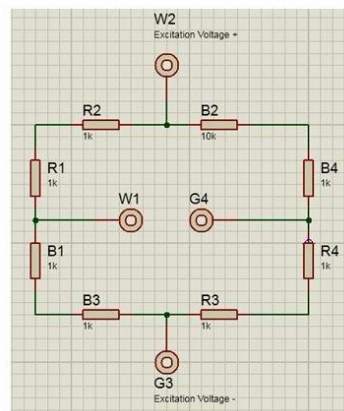 W2
Excitation Voltage +
R2
1k
B2
10k
R1
1k
B4
1k
W1
G4
B1
1k
R4
1k
B3
1k
R3
1k
G3
Excitation Voltage -